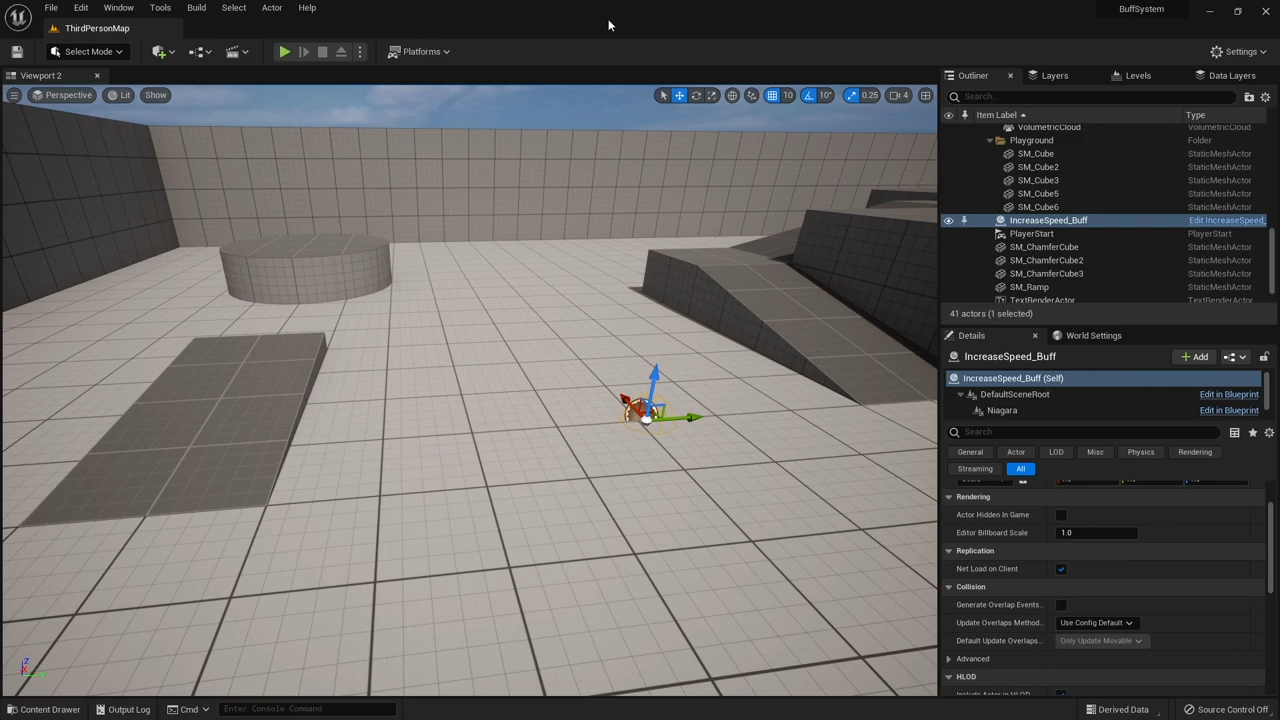 File Edit Window Tools Build Select Actor Help
BuffSystem
ThirdPersonMap
Select Mode
Platforms
Settings
Viewport 2
Outliner
Layers
Levels
Data Layers
Perspective
Lit
Show
10
10°
0.25
4
Search...
Item Label
Type
VolumetricCloud VolumetricCloud
Playground Folder
SM_Cube StaticMeshActor
SM_Cube2 StaticMeshActor
SM_Cube3 StaticMeshActor
SM_Cube5 StaticMeshActor
SM_Cube6 StaticMeshActor
IncreaseSpeed_Buff Edit IncreaseSpeed_
PlayerStart PlayerStart
SM_ChamferCube StaticMeshActor
SM_ChamferCube2 StaticMeshActor
SM_ChamferCube3 StaticMeshActor
SM_Ramp StaticMeshActor
TextRenderActor TextRenderActor
41 actors (1 selected)
Details
World Settings
IncreaseSpeed_Buff
Add
IncreaseSpeed_Buff (Self)
DefaultSceneRoot Edit in Blueprint
Niagara Edit in Blueprint
Search
General Actor LOD Misc Physics Rendering
Streaming All
Rendering
Actor Hidden In Game
Editor Billboard Scale 1.0
Replication
Net Load on Client
Collision
Generate Overlap Events...
Update Overlaps Method... Use Config Default
Default Update Overlaps... Only Update Movable
Advanced
HLOD
Include Actor in HLOD
Z
X
Y
Content Drawer
Output Log
Cmd
Enter Console Command
Derived Data
Source Control Off